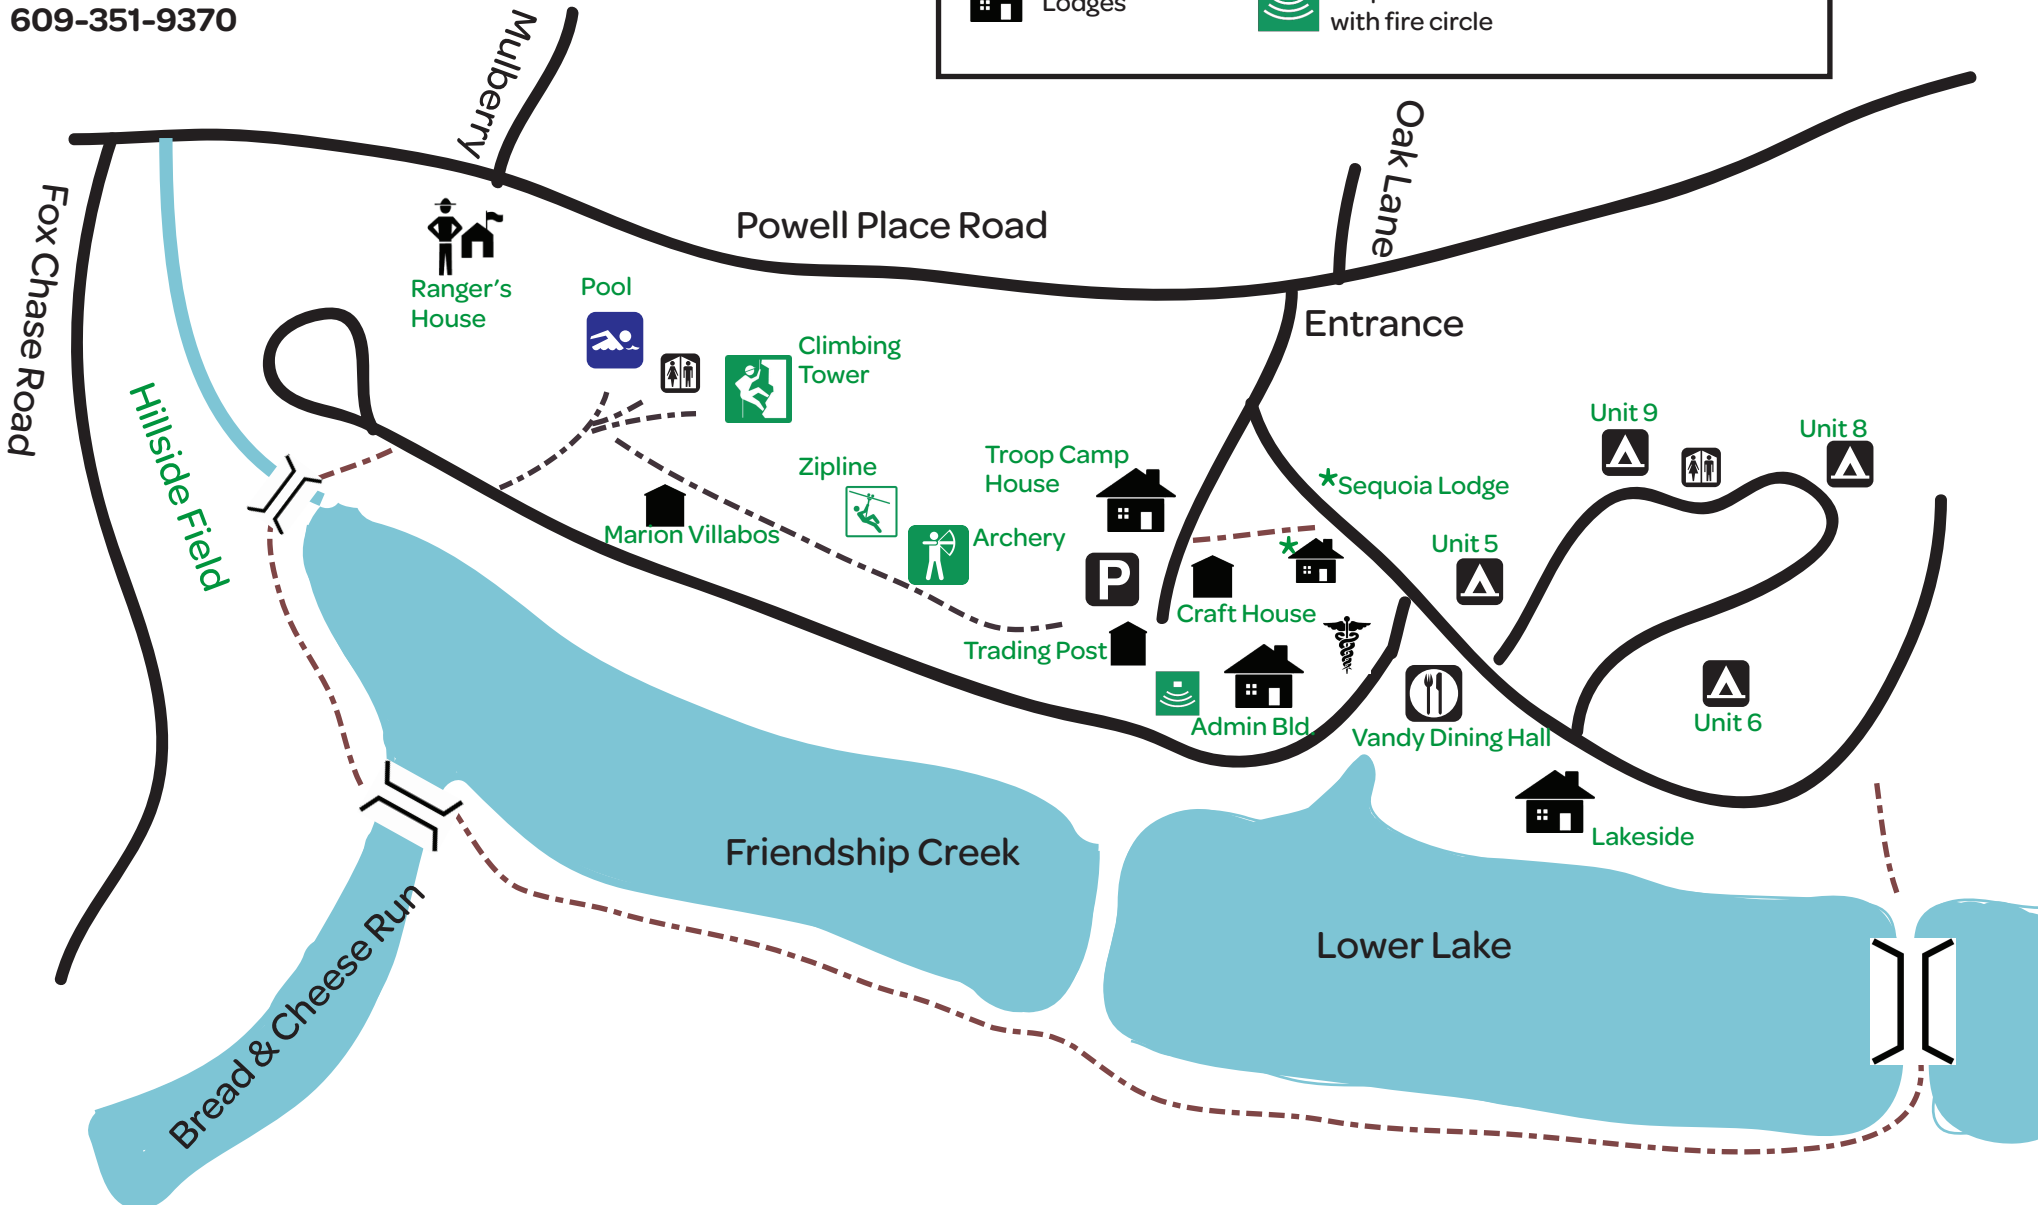 609-351-9370
Lodges
with fire circle
Mulberry
Oak Lane
Fox Chase Road
Powell Place Road
Ranger's
House
Pool
Entrance
Climbing
Tower
Hillside Field
Unit 9
Unit 8
Troop Camp
House
Zipline
*Sequoia Lodge
Marion Villabos
Archery
Unit 5
*
P
Craft House
Trading Post
Admin Bld.
Vandy Dining Hall
Unit 6
Lakeside
Friendship Creek
Lower Lake
Bread & Cheese Run